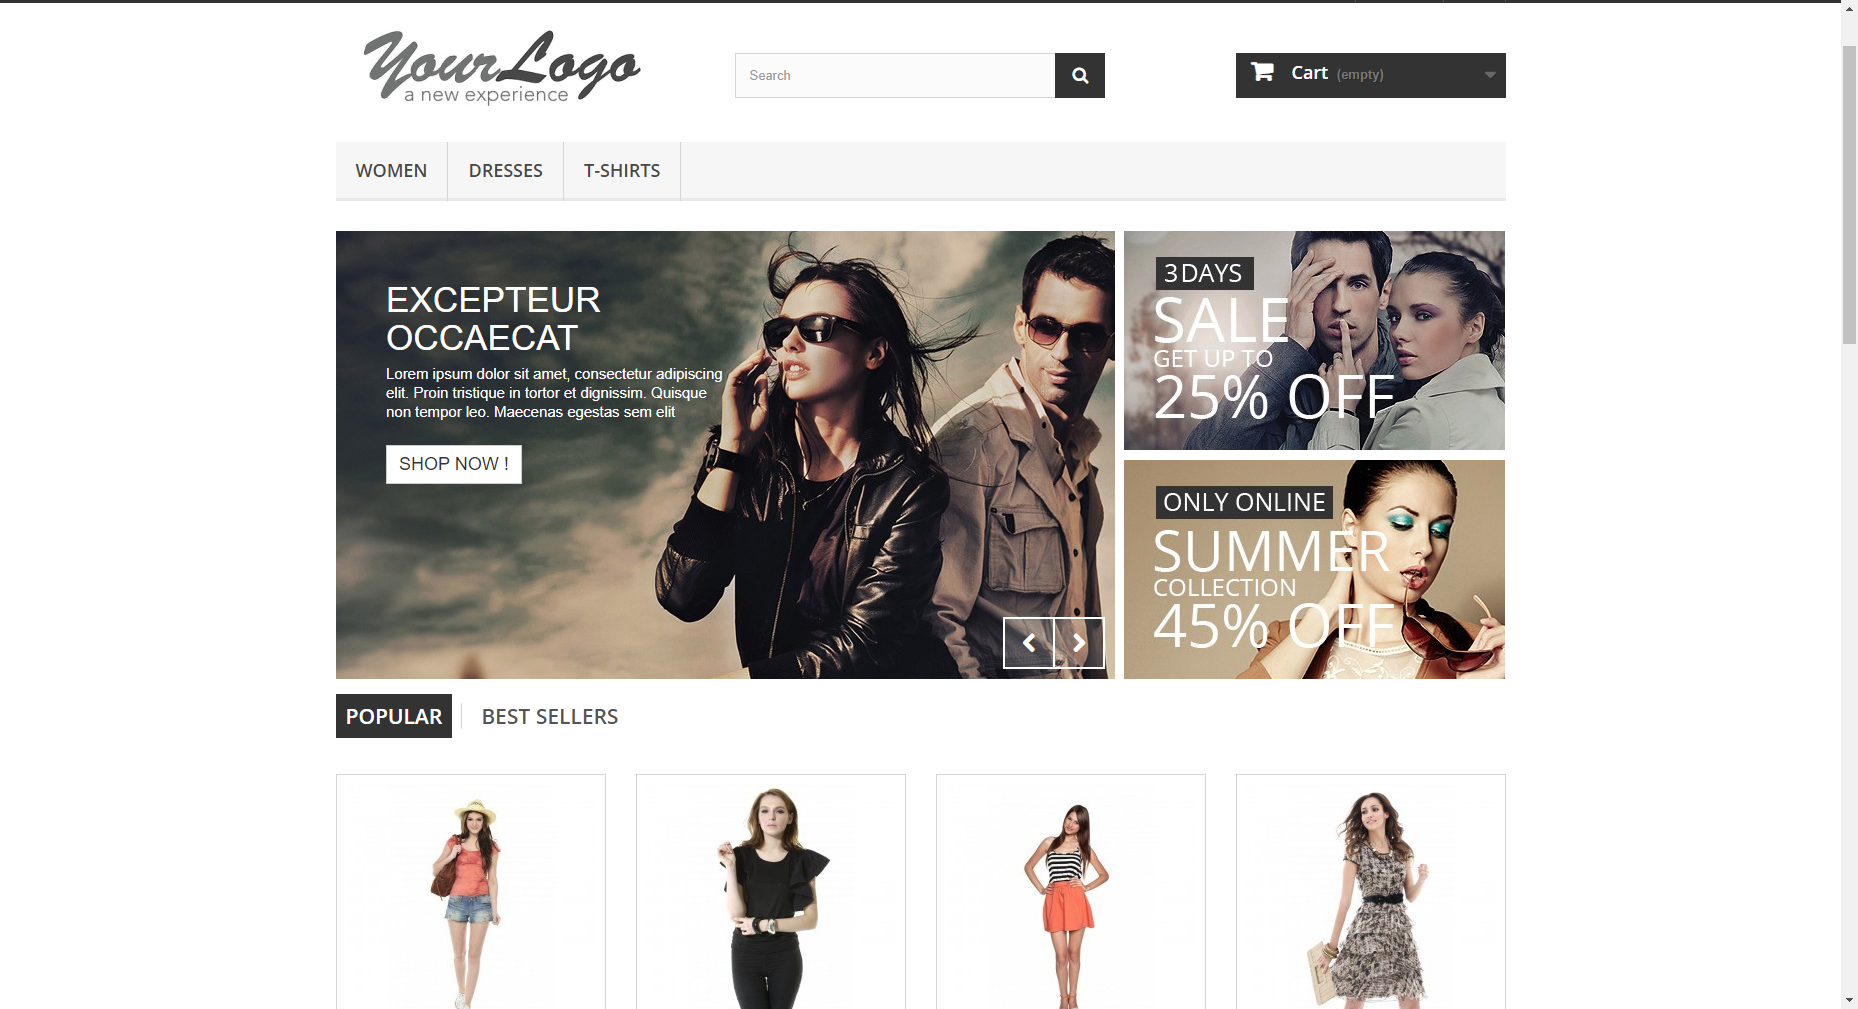 YourLogo
a new experience
Search
Cart (empty)
WOMEN
DRESSES
T-SHIRTS
EXCEPTEUR
OCCAECAT
Lorem ipsum dolor sit amet, consectetur adipiscing
elit. Proin tristique in tortor et dignissim. Quisque
non tempor leo. Maecenas egestas sem elit
SHOP NOW !
3DAYS
SALE
GET UP TO
25% OFF
ONLY ONLINE
SUMMER
COLLECTION
45% OFF
POPULAR
BEST SELLERS